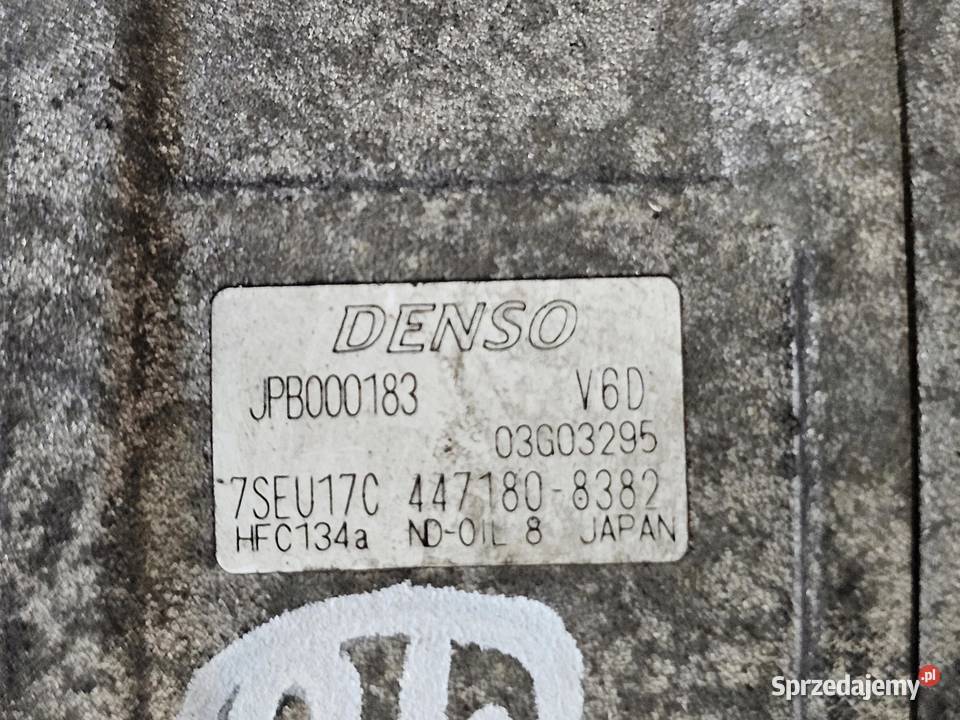 DENSO
JPB000183 V6D
03G03295
7SEU17C 447180-8382
HFC134a ND-OIL 8 JAPAN
Sprzedajemy.pl